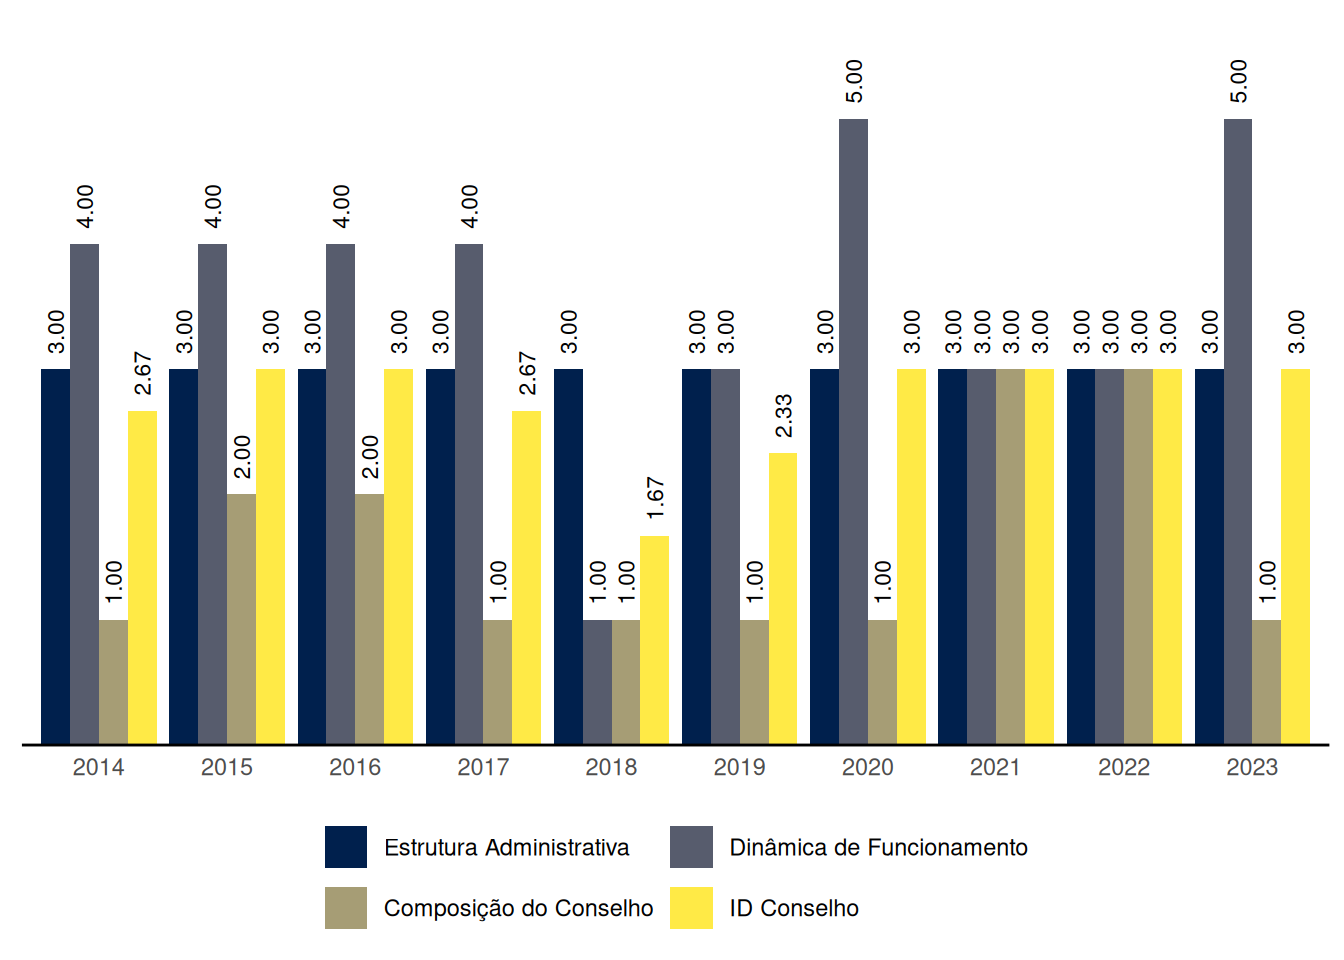 5.00 5.00
4.00 4.00 4.00 4.00
3.00 3.00 3.00 3.00 3.00 3.00 3.00 3.00 3.00 3.00 3.00 3.00 3.00 3.00 3.00 3.00 3.00 3.00 3.00 3.00 3.00 3.00
2.67 2.67
2.33
2.00 2.00
1.67
1.00 1.00 1.00 1.00 1.00 1.00 1.00
2014 2015 2016 2017 2018 2019 2020 2021 2022 2023
Estrutura Administrativa Dinâmica de Funcionamento
Composição do Conselho ID Conselho